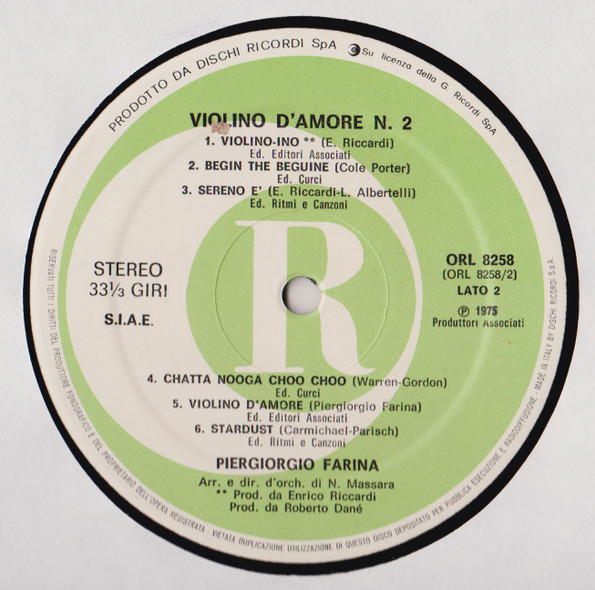 PRODOTTO DA DISCHI RICORDI SpA Su licenza della G. Ricordi SpA
VIOLINO D'AMORE N. 2
1. VIOLINO-INO ** (E. Riccardi)
Ed. Editori Associati
2. BEGIN THE BEGUINE (Cole Porter)
Ed. Curci
3. SERENO E' (E. Riccardi-L. Albertelli)
Ed. Ritmi e Canzoni
R
STEREO
33⅓ GIRI
S.I.A.E.
ORL 8258
(ORL 8258/2)
LATO 2
℗ 1975
Produttori Associati
4. CHATTA NOOGA CHOO CHOO (Warren-Gordon)
Ed. Curci
5. VIOLINO D'AMORE (Piergiorgio Farina)
Ed. Editori Associati
6. STARDUST (Carmichael-Parisch)
Ed. Ritmi e Canzoni
PIERGIORGIO FARINA
Arr. e dir. d'orch. di N. Massara
** Prod. da Enrico Riccardi
Prod. da Roberto Dané
RISERVATI TUTTI I DIRITTI DEL PRODUTTORE FONOGRAFICO E DEL PROPRIETARIO DELL'OPERA REGISTRATA - VIETATA DUPLICAZIONE UTILIZZAZIONE DI QUESTO DISCO DEPOSITATO PER PUBBLICA ESECUZIONE E RADIODIFFUSIONE - MADE IN ITALY BY DISCHI RICORDI S.p.A.